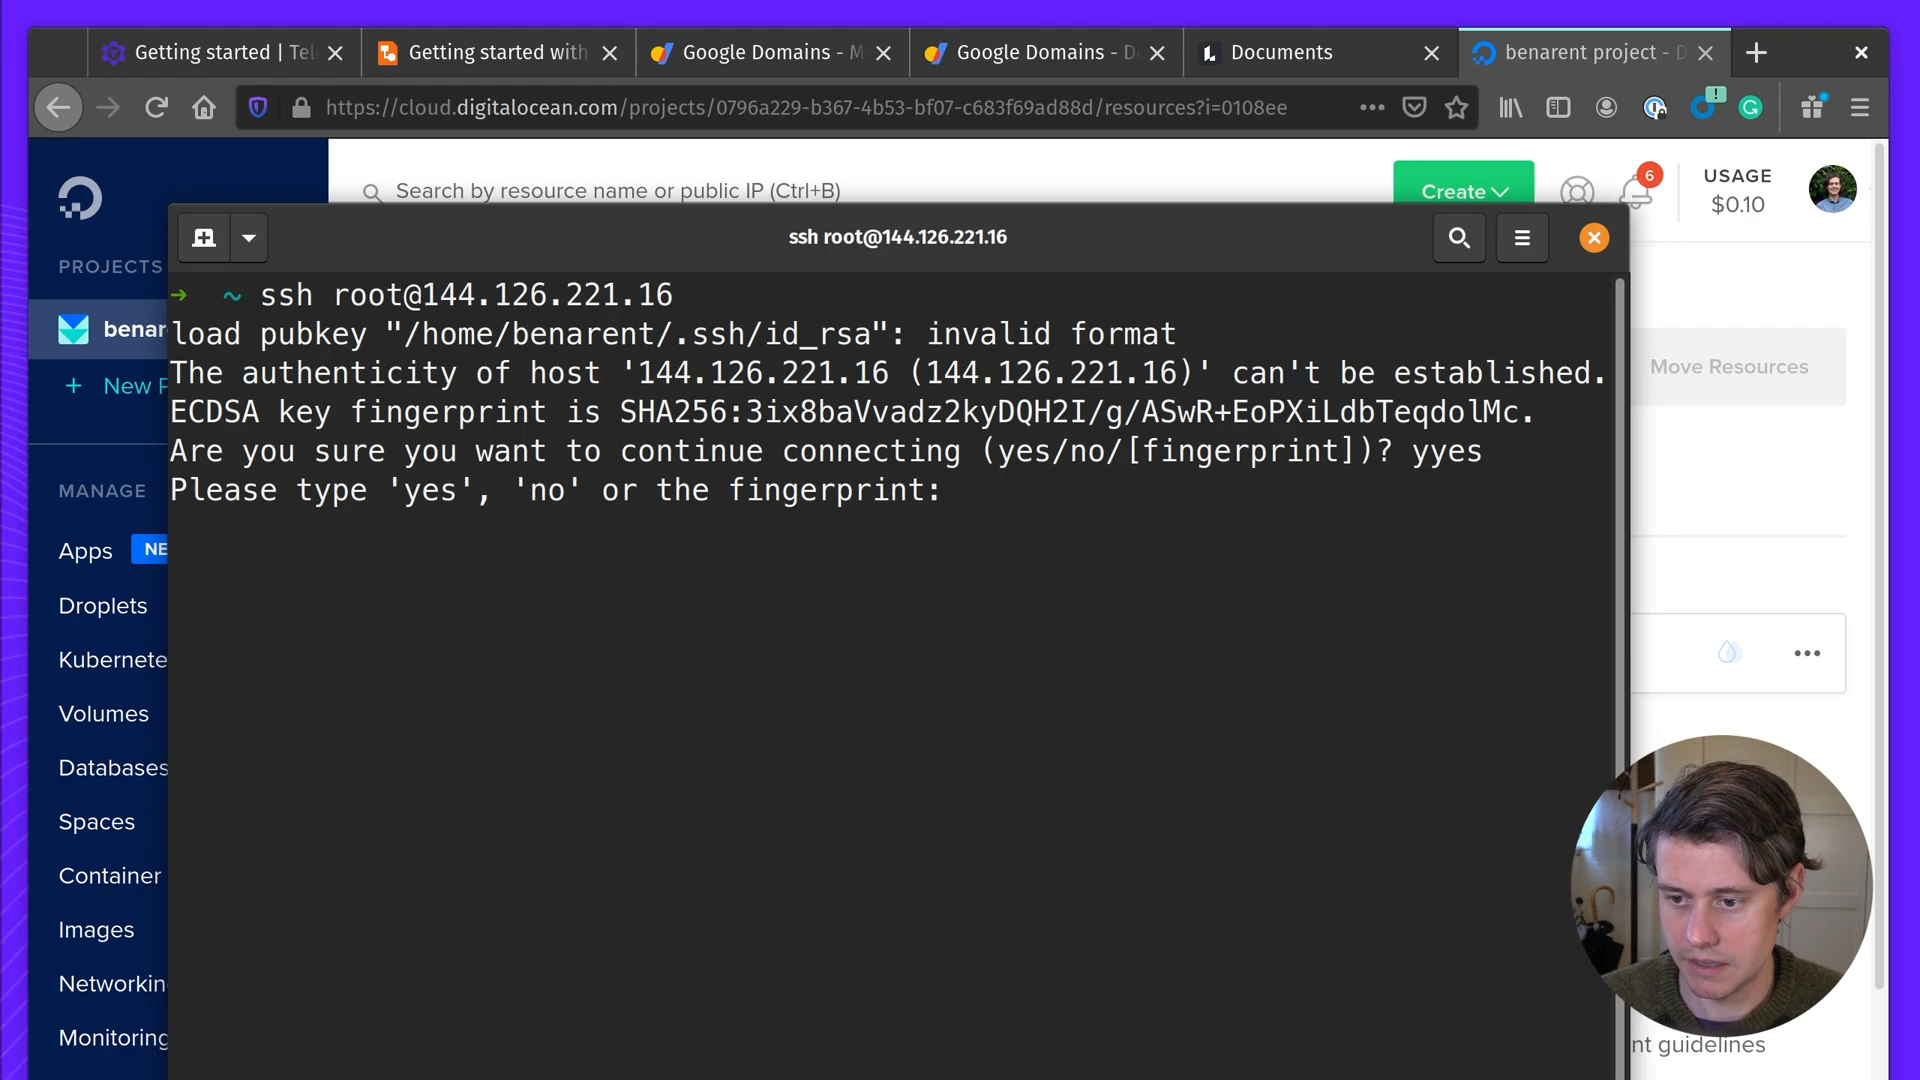 Getting started | Tel
Getting started with
Google Domains - M
Google Domains - D
Documents
benarent project - D
https://cloud.digitalocean.com/projects/0796a229-b367-4b53-bf07-c683f69ad88d/resources?i=0108ee
Search by resource name or public IP (Ctrl+B)
Create
6
USAGE
$0.10
PROJECTS
benar
+ New P
MANAGE
Apps NE
Droplets
Kubernete
Volumes
Databases
Spaces
Container
Images
Networkin
Monitoring
ssh root@144.126.221.16
→ ~ ssh root@144.126.221.16
load pubkey "/home/benarent/.ssh/id_rsa": invalid format
The authenticity of host '144.126.221.16 (144.126.221.16)' can't be established.
ECDSA key fingerprint is SHA256:3ix8baVvadz2kyDQH2I/g/ASwR+EoPXiLdbTeqdolMc.
Are you sure you want to continue connecting (yes/no/[fingerprint])? yyes
Please type 'yes', 'no' or the fingerprint:
Move Resources
nt guidelines